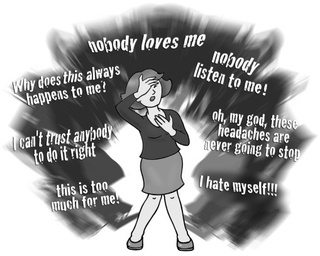 nobody loves me
nobody
listen to me!
Why does this always
happens to me?
oh, my god, these
headaches are
never going to stop
I can't trust anybody
to do it right
this is too
much for me!
I hate myself!!!